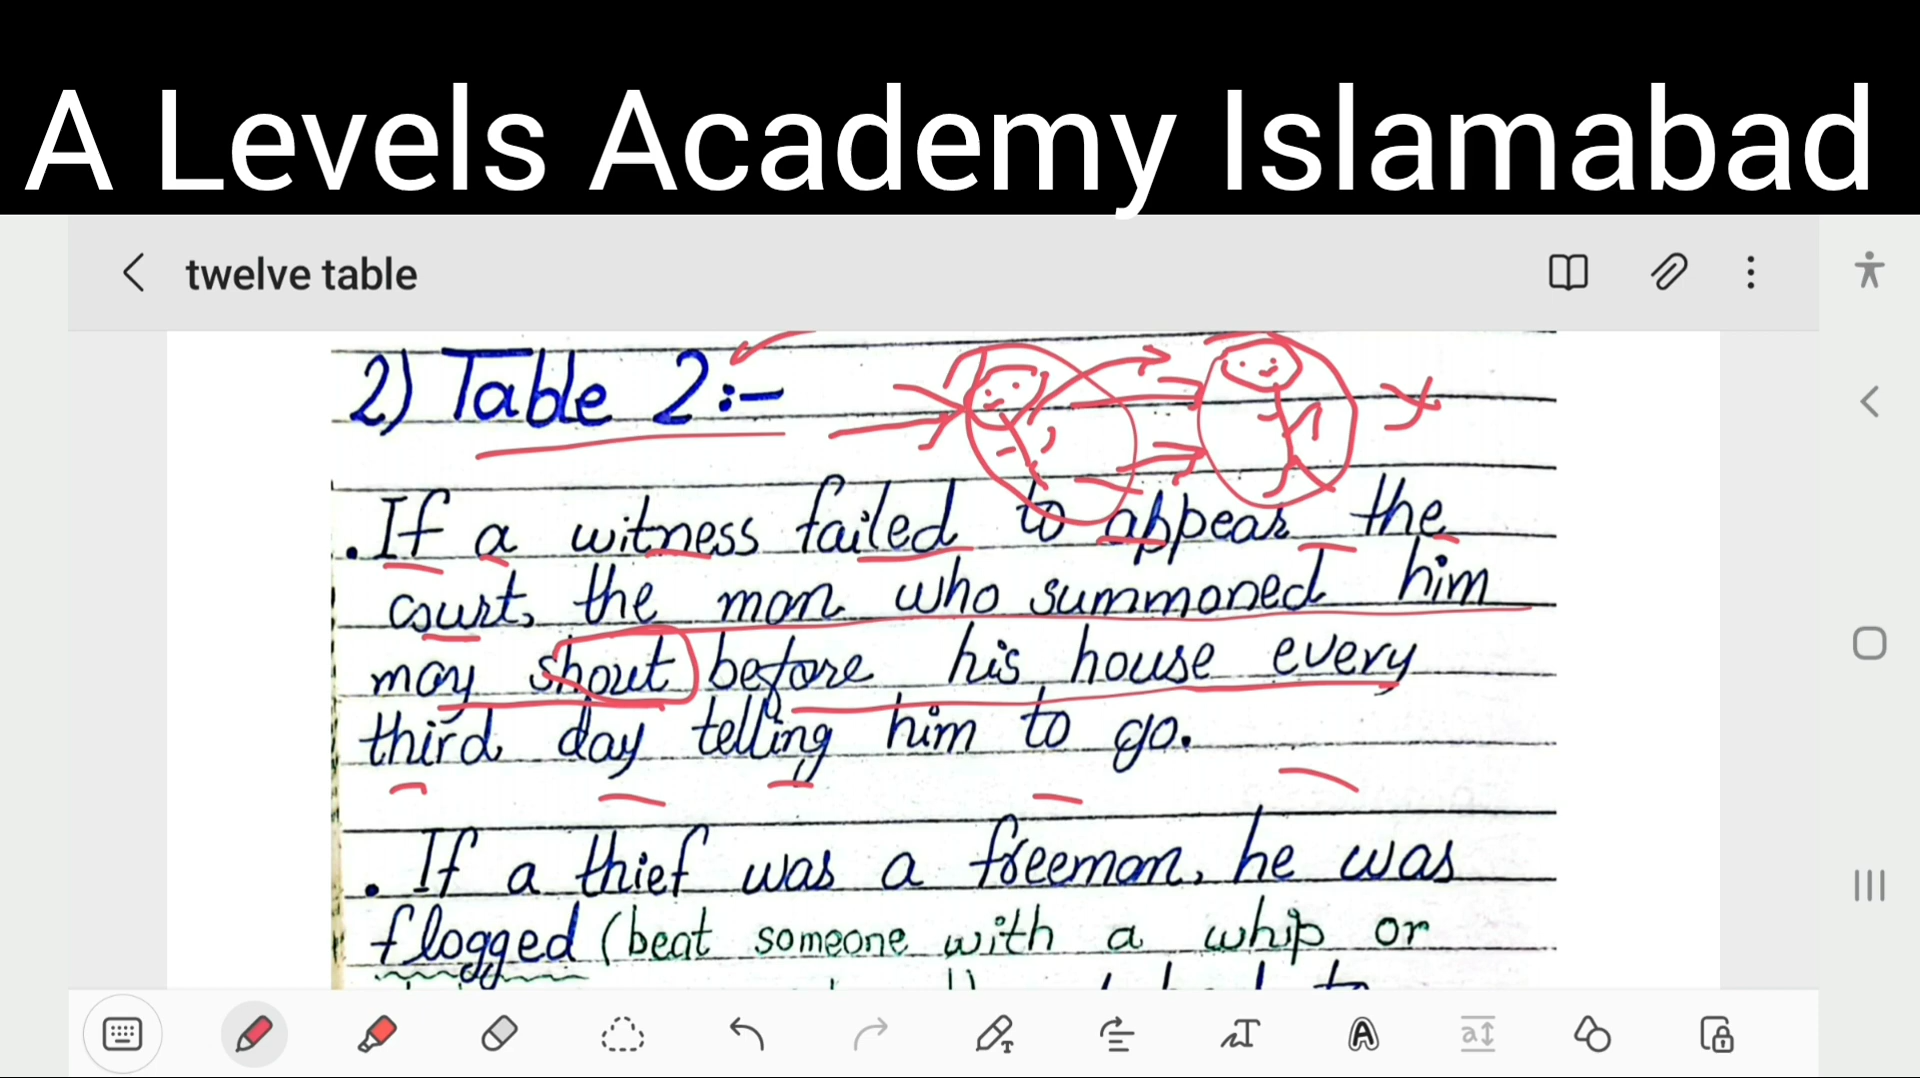 A Levels Academy Islamabad
twelve table
2) Table 2:-
. If a witness failed to appear the
court, the man who summoned him
may shout before his house every
third day telling him to go.
. If a thief was a freeman, he was
flogged (beat someone with a whip or